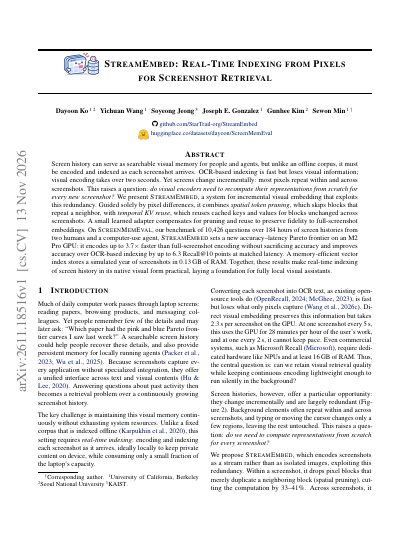 STREAMEMBED: REAL-TIME INDEXING FROM PIXELS
FOR SCREENSHOT RETRIEVAL
Dayoon Ko 1 2 Yichuan Wang 1 Soyeong Jeong 3 Joseph E. Gonzalez 1 Gunhee Kim 2 Sewon Min 1 †
github.com/StarTrail-org/StreamEmbed
huggingface.co/datasets/dayoon/ScreenMemEval
ABSTRACT
Screen history can serve as searchable visual memory for people and agents, but unlike an offline corpus, it must
be encoded and indexed as each screenshot arrives. OCR-based indexing is fast but loses visual information;
visual encoding takes over two seconds. Yet screens change incrementally: most pixels repeat within and across
screenshots. This raises a question: do visual encoders need to recompute their representations from scratch
for every new screenshot? We present STREAMEMBED, a system for incremental visual embedding that exploits
this redundancy. Guided solely by pixel differences, it combines spatial token pruning, which skips blocks that
repeat a neighbor, with temporal KV reuse, which reuses cached keys and values for blocks unchanged across
screenshots. A small learned adapter compensates for pruning and reuse to preserve fidelity to full-screenshot
embeddings. On SCREENMEMEVAL, our benchmark of 10,426 queries over 184 hours of screen histories from
two humans and a computer-use agent, STREAMEMBED sets a new accuracy–latency Pareto frontier on an M2
Pro GPU: it encodes up to 3.7× faster than full-screenshot encoding without sacrificing accuracy and improves
accuracy over OCR-based indexing by up to 6.3 Recall@10 points at matched latency. A memory-efficient vector
index stores a simulated year of screenshots in 0.13 GB of RAM. Together, these results make real-time indexing
of screen history in its native visual form practical, laying a foundation for fully local visual assistants.
1 INTRODUCTION
Much of daily computer work passes through laptop screens:
reading papers, browsing products, and messaging col-
leagues. Yet people remember few of the details and may
later ask: "Which paper had the pink and blue Pareto fron-
tier curves I saw last week?" A searchable screen history
could help people recover these details, and also provide
persistent memory for locally running agents (Packer et al.,
2023; Wu et al., 2025). Because screenshots capture ev-
ery application without specialized integration, they offer
a unified interface across text and visual contents (Hu &
Lee, 2020). Answering questions about past activity then
becomes a retrieval problem over a continuously growing
screenshot history.
The key challenge is maintaining this visual memory contin-
uously without exhausting system resources. Unlike a fixed
corpus that is indexed offline (Karpukhin et al., 2020), this
setting requires real-time indexing: encoding and indexing
each screenshot as it arrives, ideally locally to keep private
content on device, while consuming only a small fraction of
the laptop's capacity.
†Corresponding author. 1University of California, Berkeley
2Seoul National University 3KAIST.
Converting each screenshot into OCR text, as existing open-
source tools do (OpenRecall, 2024; McGhee, 2023), is fast
but loses what only pixels capture (Wang et al., 2026c). Di-
rect visual embedding preserves this information but takes
2.3 s per screenshot on the GPU. At one screenshot every 5 s,
this uses the GPU for 28 minutes per hour of the user's work,
and at one every 2 s, it cannot keep pace. Even commercial
systems, such as Microsoft Recall (Microsoft), require dedi-
cated hardware like NPUs and at least 16 GB of RAM. Thus,
the central question is: can we retain visual retrieval quality
while keeping continuous encoding lightweight enough to
run silently in the background?
Screen histories, however, offer a particular opportunity:
they change incrementally and are largely redundant (Fig-
ure 2). Background elements often repeat within and across
screenshots, and typing or moving the cursor changes only a
few regions, leaving the rest untouched. This raises a ques-
tion: do we need to compute representations from scratch
for every screenshot?
We propose STREAMEMBED, which encodes screenshots
as a stream rather than as isolated images, exploiting this
redundancy. Within a screenshot, it drops pixel blocks that
merely duplicate a neighboring block (spatial pruning), cut-
ting the computation by 33–41%. Across screenshots, it
arXiv:2611.18516v1 [cs.CV] 13 Nov 2026